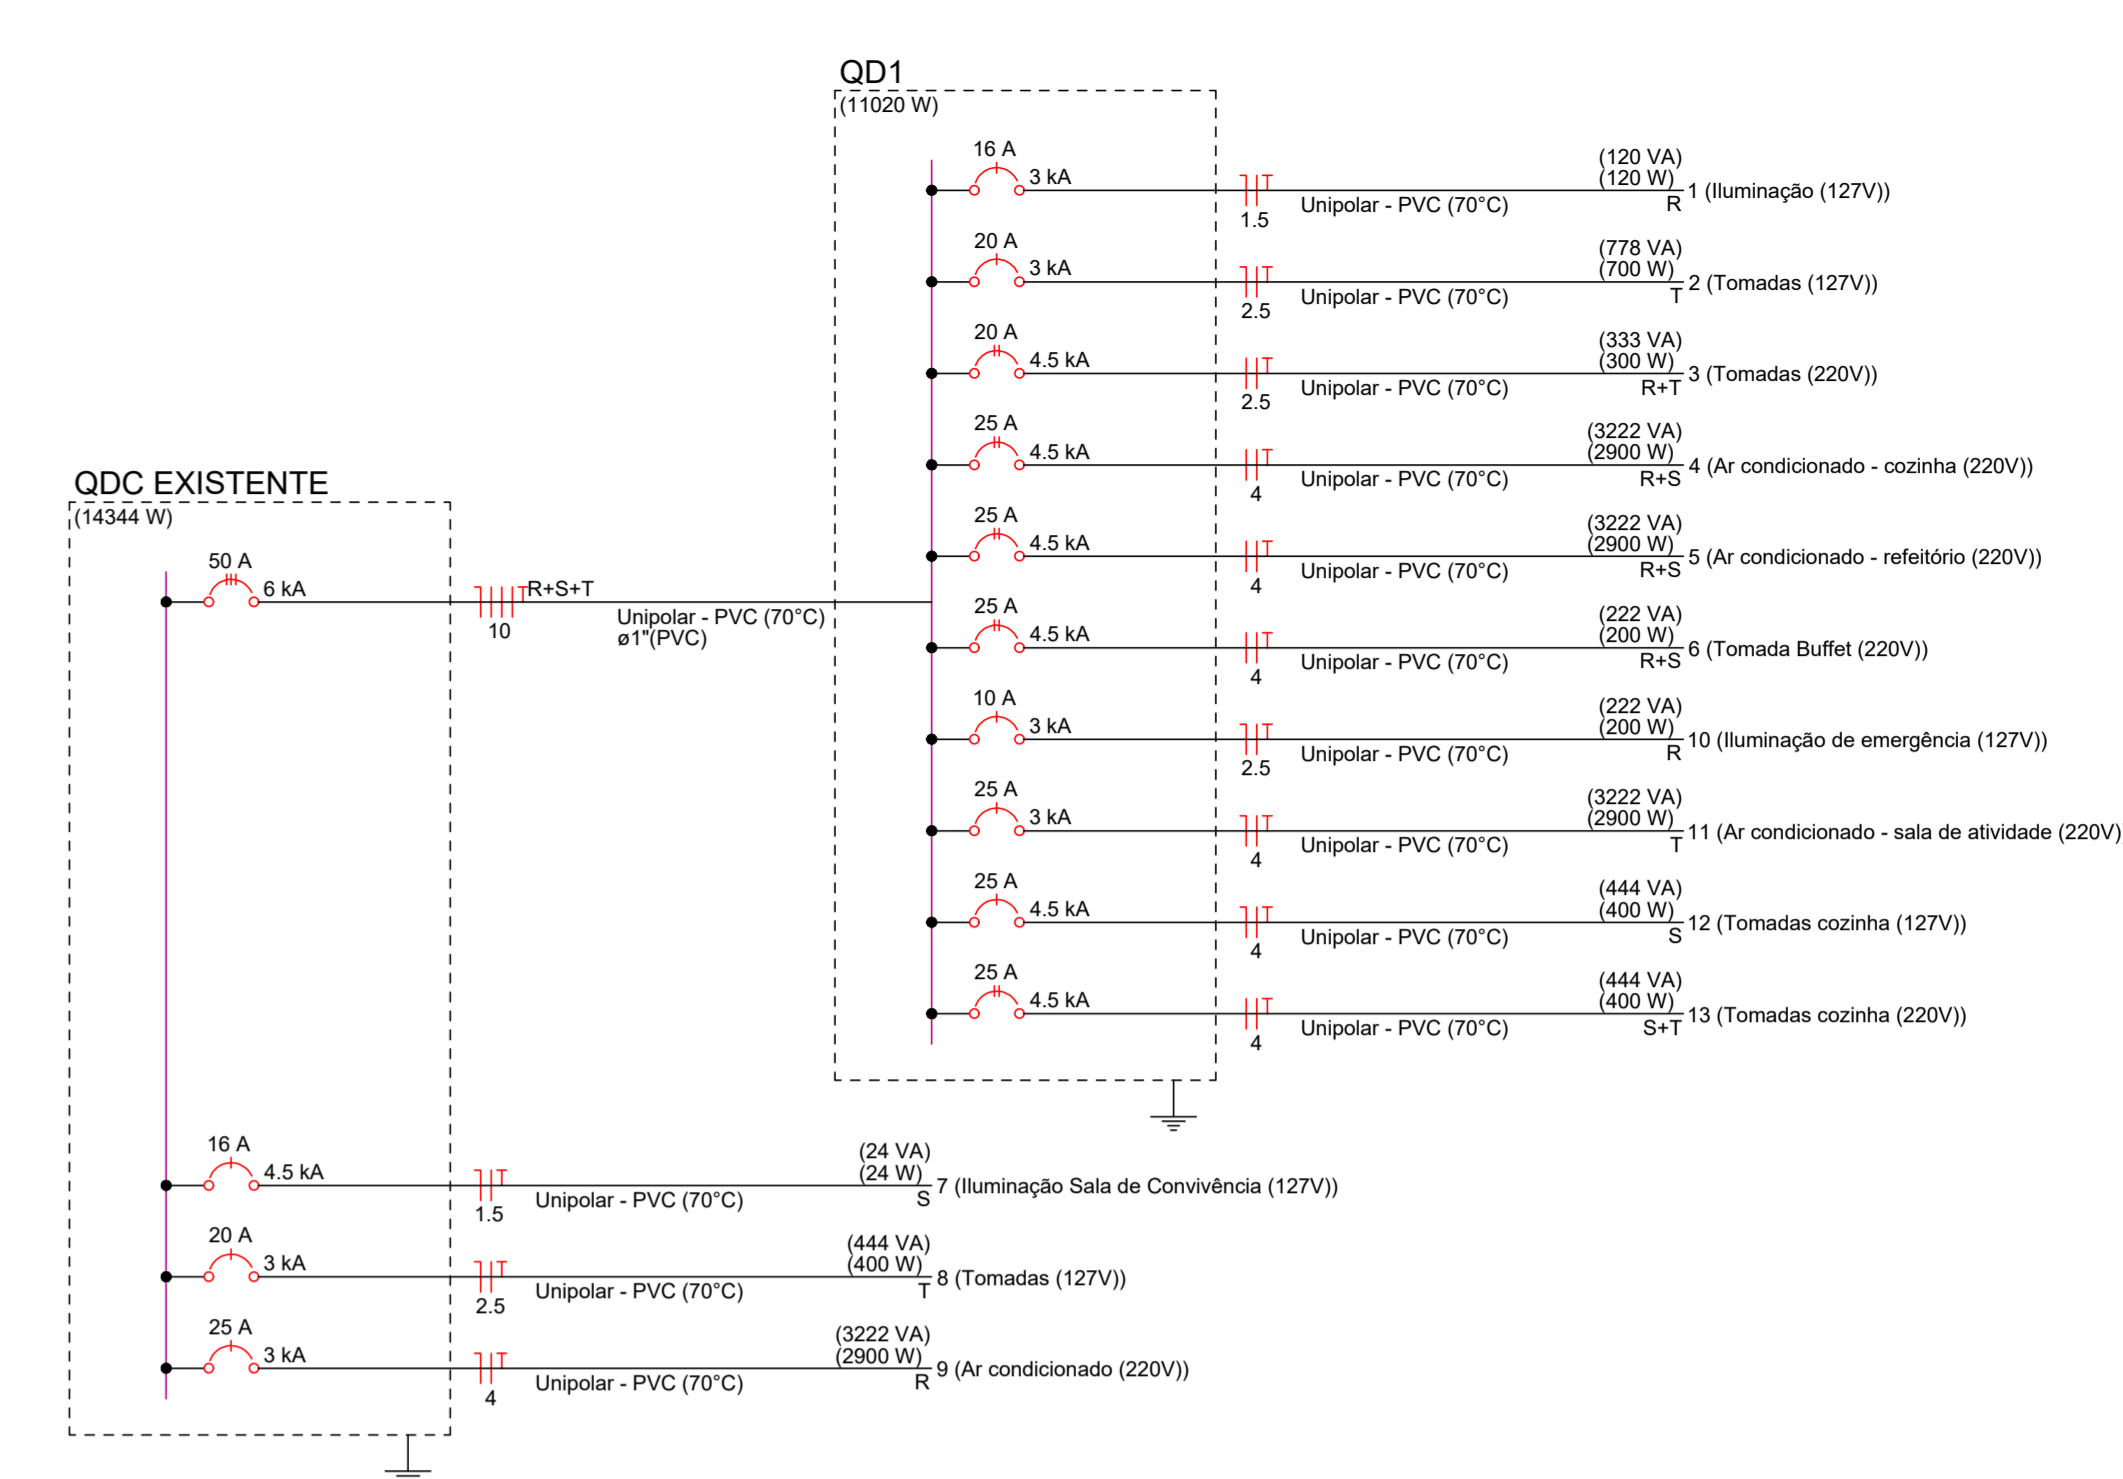 QD1
(11020 W)
16 A
3 kA
1.5
Unipolar - PVC (70°C)
(120 VA)
(120 W)
R
1 (Iluminação (127V))
20 A
3 kA
2.5
Unipolar - PVC (70°C)
(778 VA)
(700 W)
T
2 (Tomadas (127V))
20 A
4.5 kA
2.5
Unipolar - PVC (70°C)
(333 VA)
(300 W)
R+T
3 (Tomadas (220V))
25 A
4.5 kA
4
Unipolar - PVC (70°C)
(3222 VA)
(2900 W)
R+S
4 (Ar condicionado - cozinha (220V))
25 A
4.5 kA
4
Unipolar - PVC (70°C)
(3222 VA)
(2900 W)
R+S
5 (Ar condicionado - refeitório (220V))
25 A
4.5 kA
4
Unipolar - PVC (70°C)
(222 VA)
(200 W)
R+S
6 (Tomada Buffet (220V))
10 A
3 kA
2.5
Unipolar - PVC (70°C)
(222 VA)
(200 W)
R
10 (Iluminação de emergência (127V))
25 A
3 kA
4
Unipolar - PVC (70°C)
(3222 VA)
(2900 W)
T
11 (Ar condicionado - sala de atividade (220V)
25 A
4.5 kA
4
Unipolar - PVC (70°C)
(444 VA)
(400 W)
S
12 (Tomadas cozinha (127V))
25 A
4.5 kA
4
Unipolar - PVC (70°C)
(444 VA)
(400 W)
S+T
13 (Tomadas cozinha (220V))
QDC EXISTENTE
(14344 W)
50 A
6 kA
10
R+S+T
Unipolar - PVC (70°C)
ø1"(PVC)
16 A
4.5 kA
1.5
Unipolar - PVC (70°C)
(24 VA)
(24 W)
S
7 (Iluminação Sala de Convivência (127V))
20 A
3 kA
2.5
Unipolar - PVC (70°C)
(444 VA)
(400 W)
T
8 (Tomadas (127V))
25 A
3 kA
4
Unipolar - PVC (70°C)
(3222 VA)
(2900 W)
R
9 (Ar condicionado (220V))